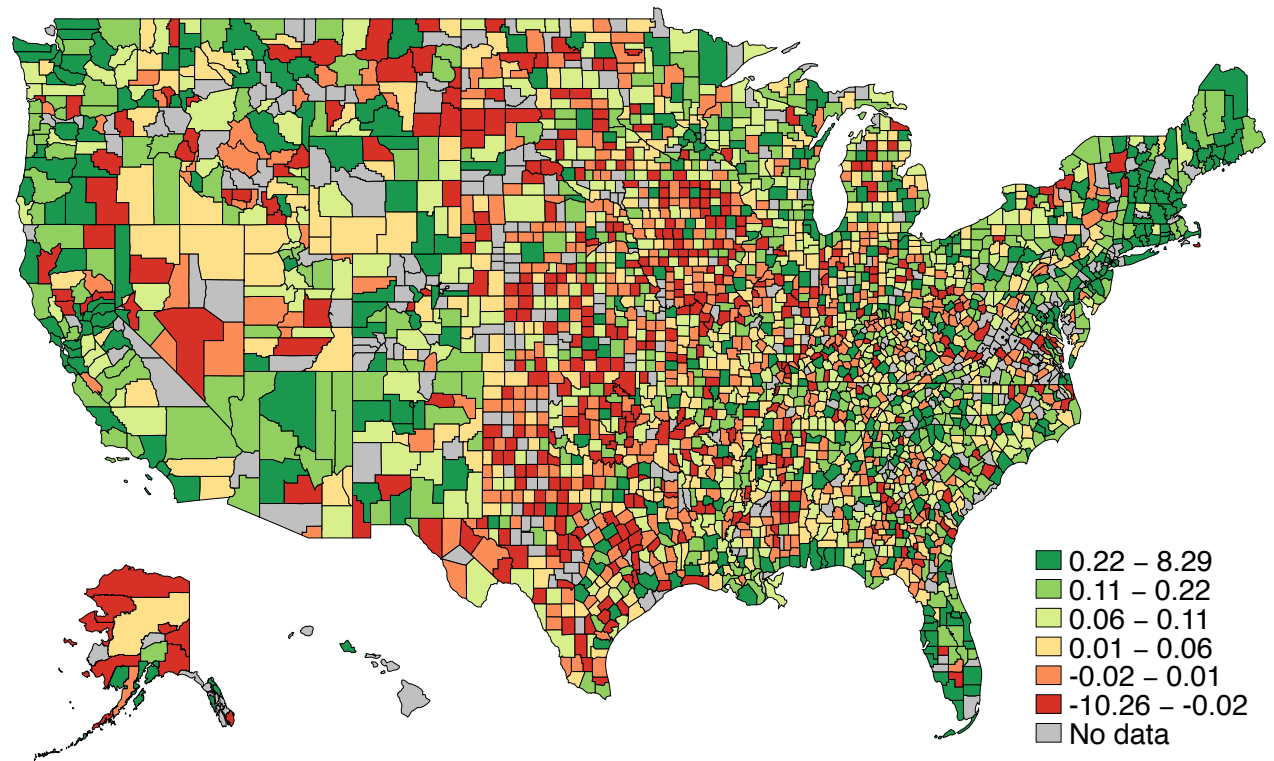 0.22 – 8.29
0.11 – 0.22
0.06 – 0.11
0.01 – 0.06
-0.02 – 0.01
-10.26 – -0.02
No data